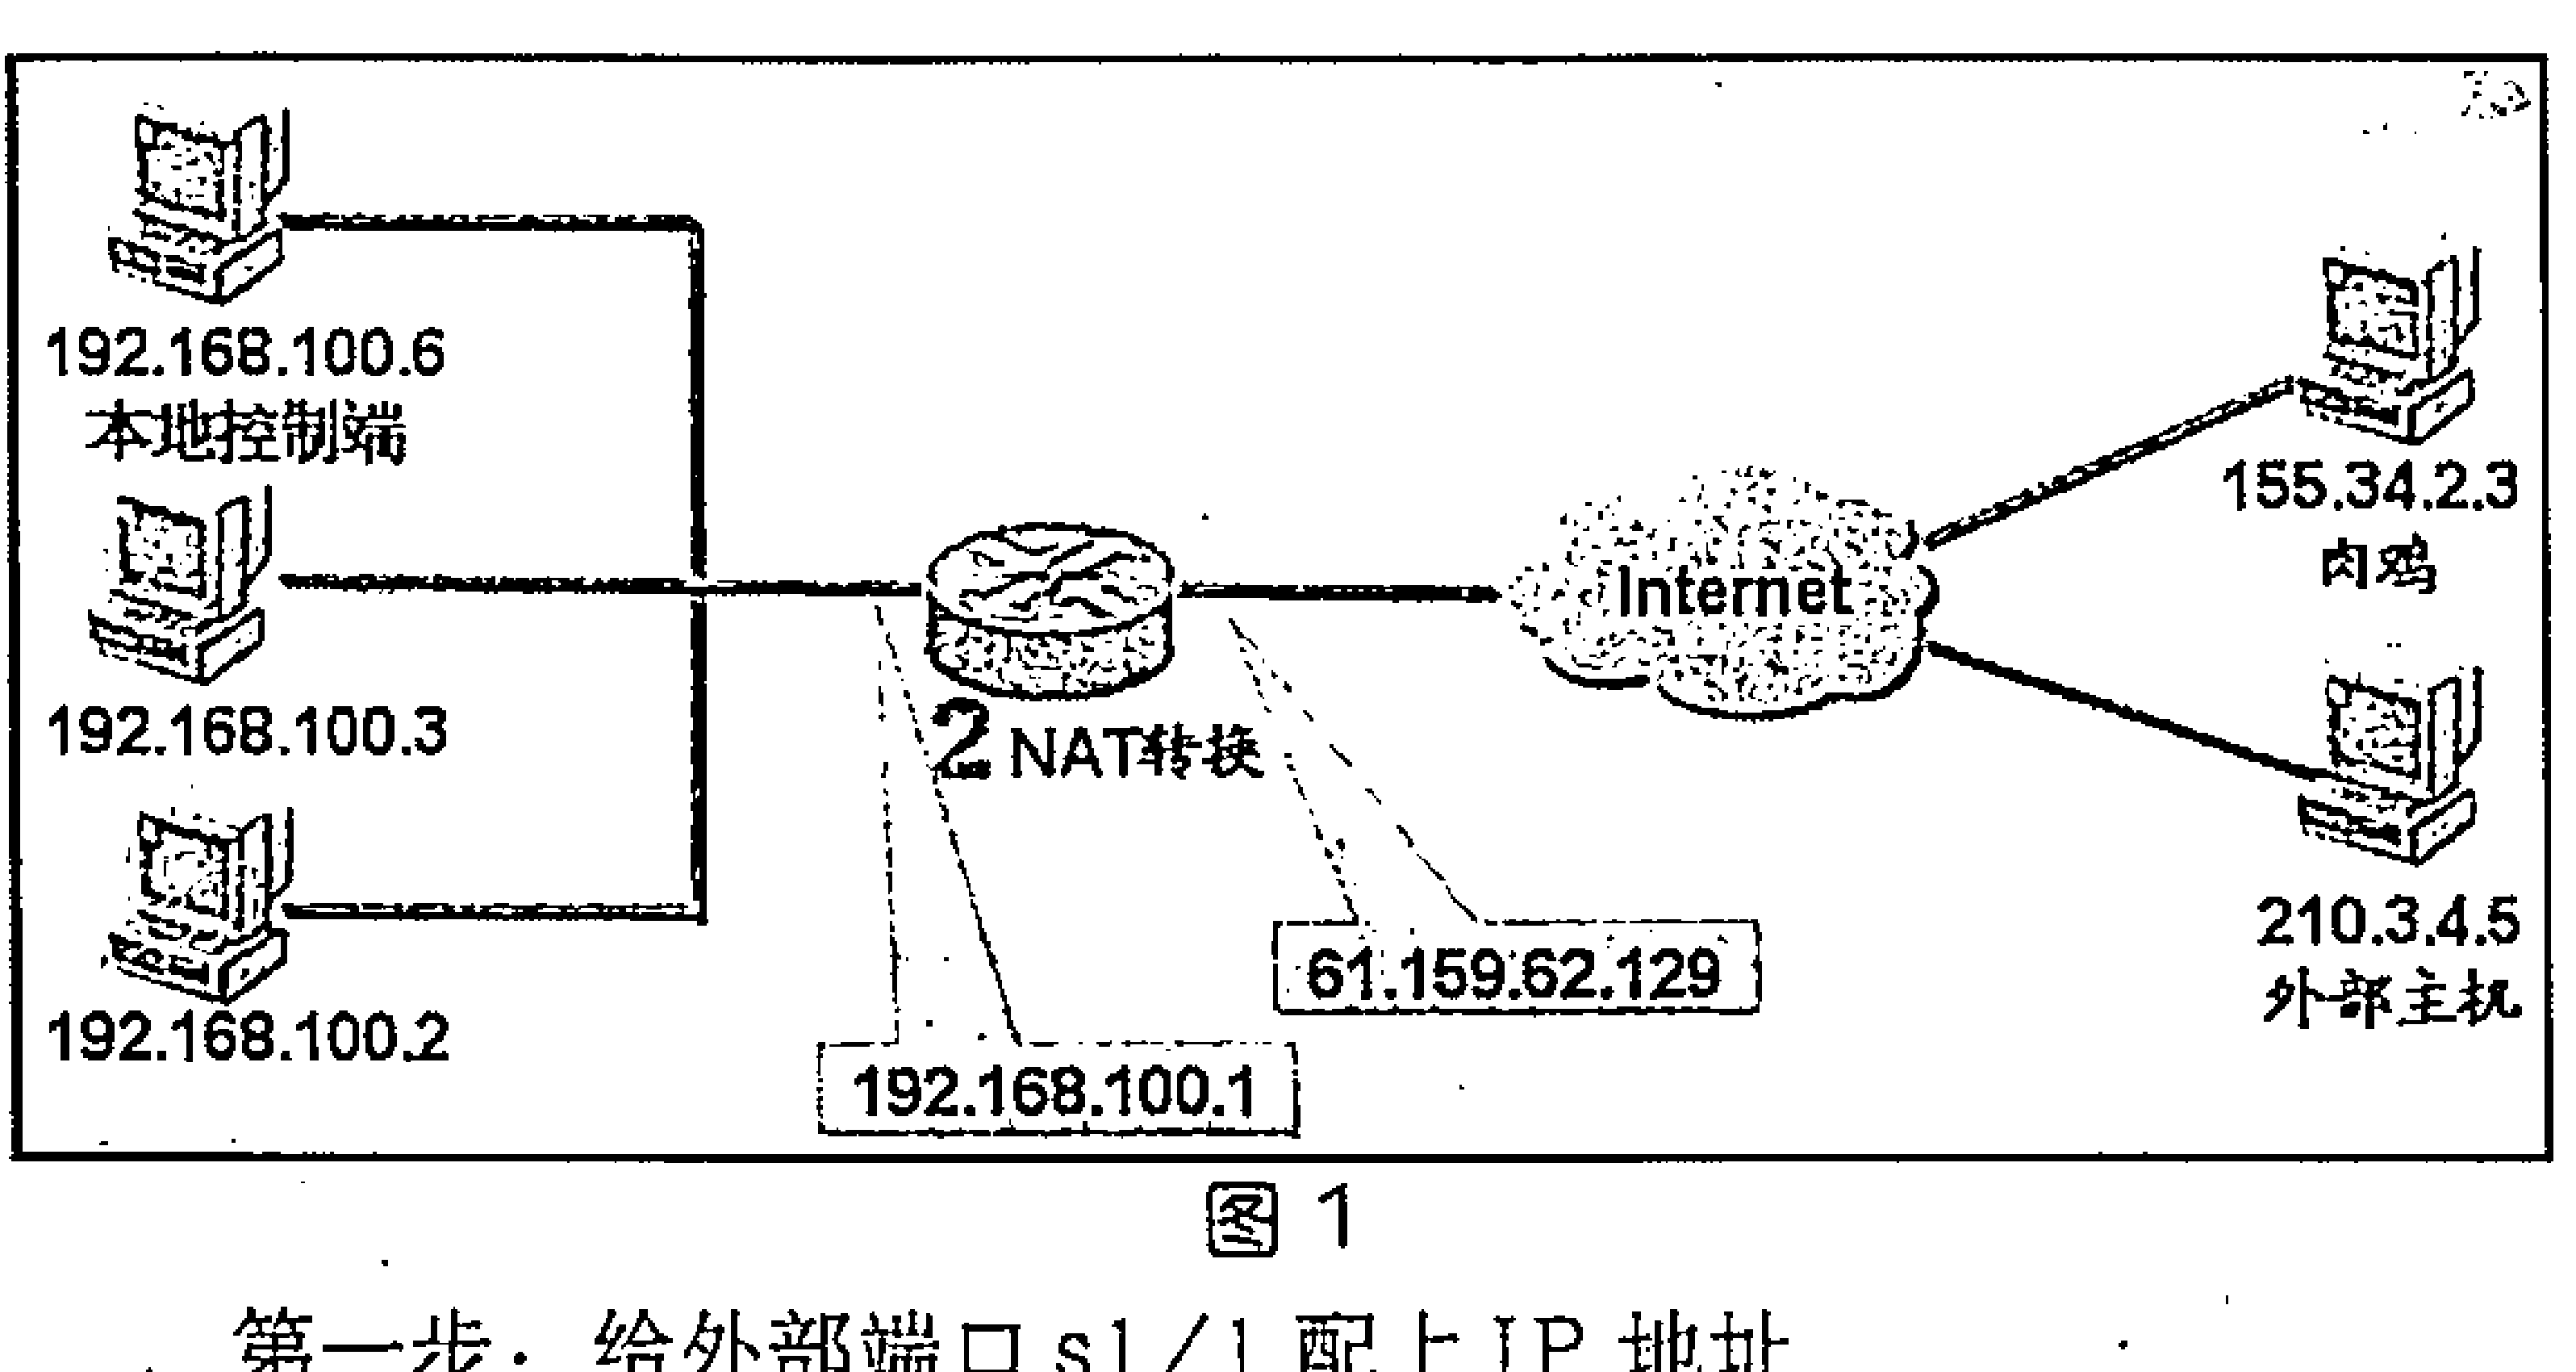 192.168.100.6
本地控制端
192.168.100.3
192.168.100.2
2 NAT转换
192.168.100.1
61.159.62.129
Internet
155.34.2.3
肉鸡
210.3.4.5
外部主机
图 1
第一步: 给外部端口 s1/1 配上 IP 地址